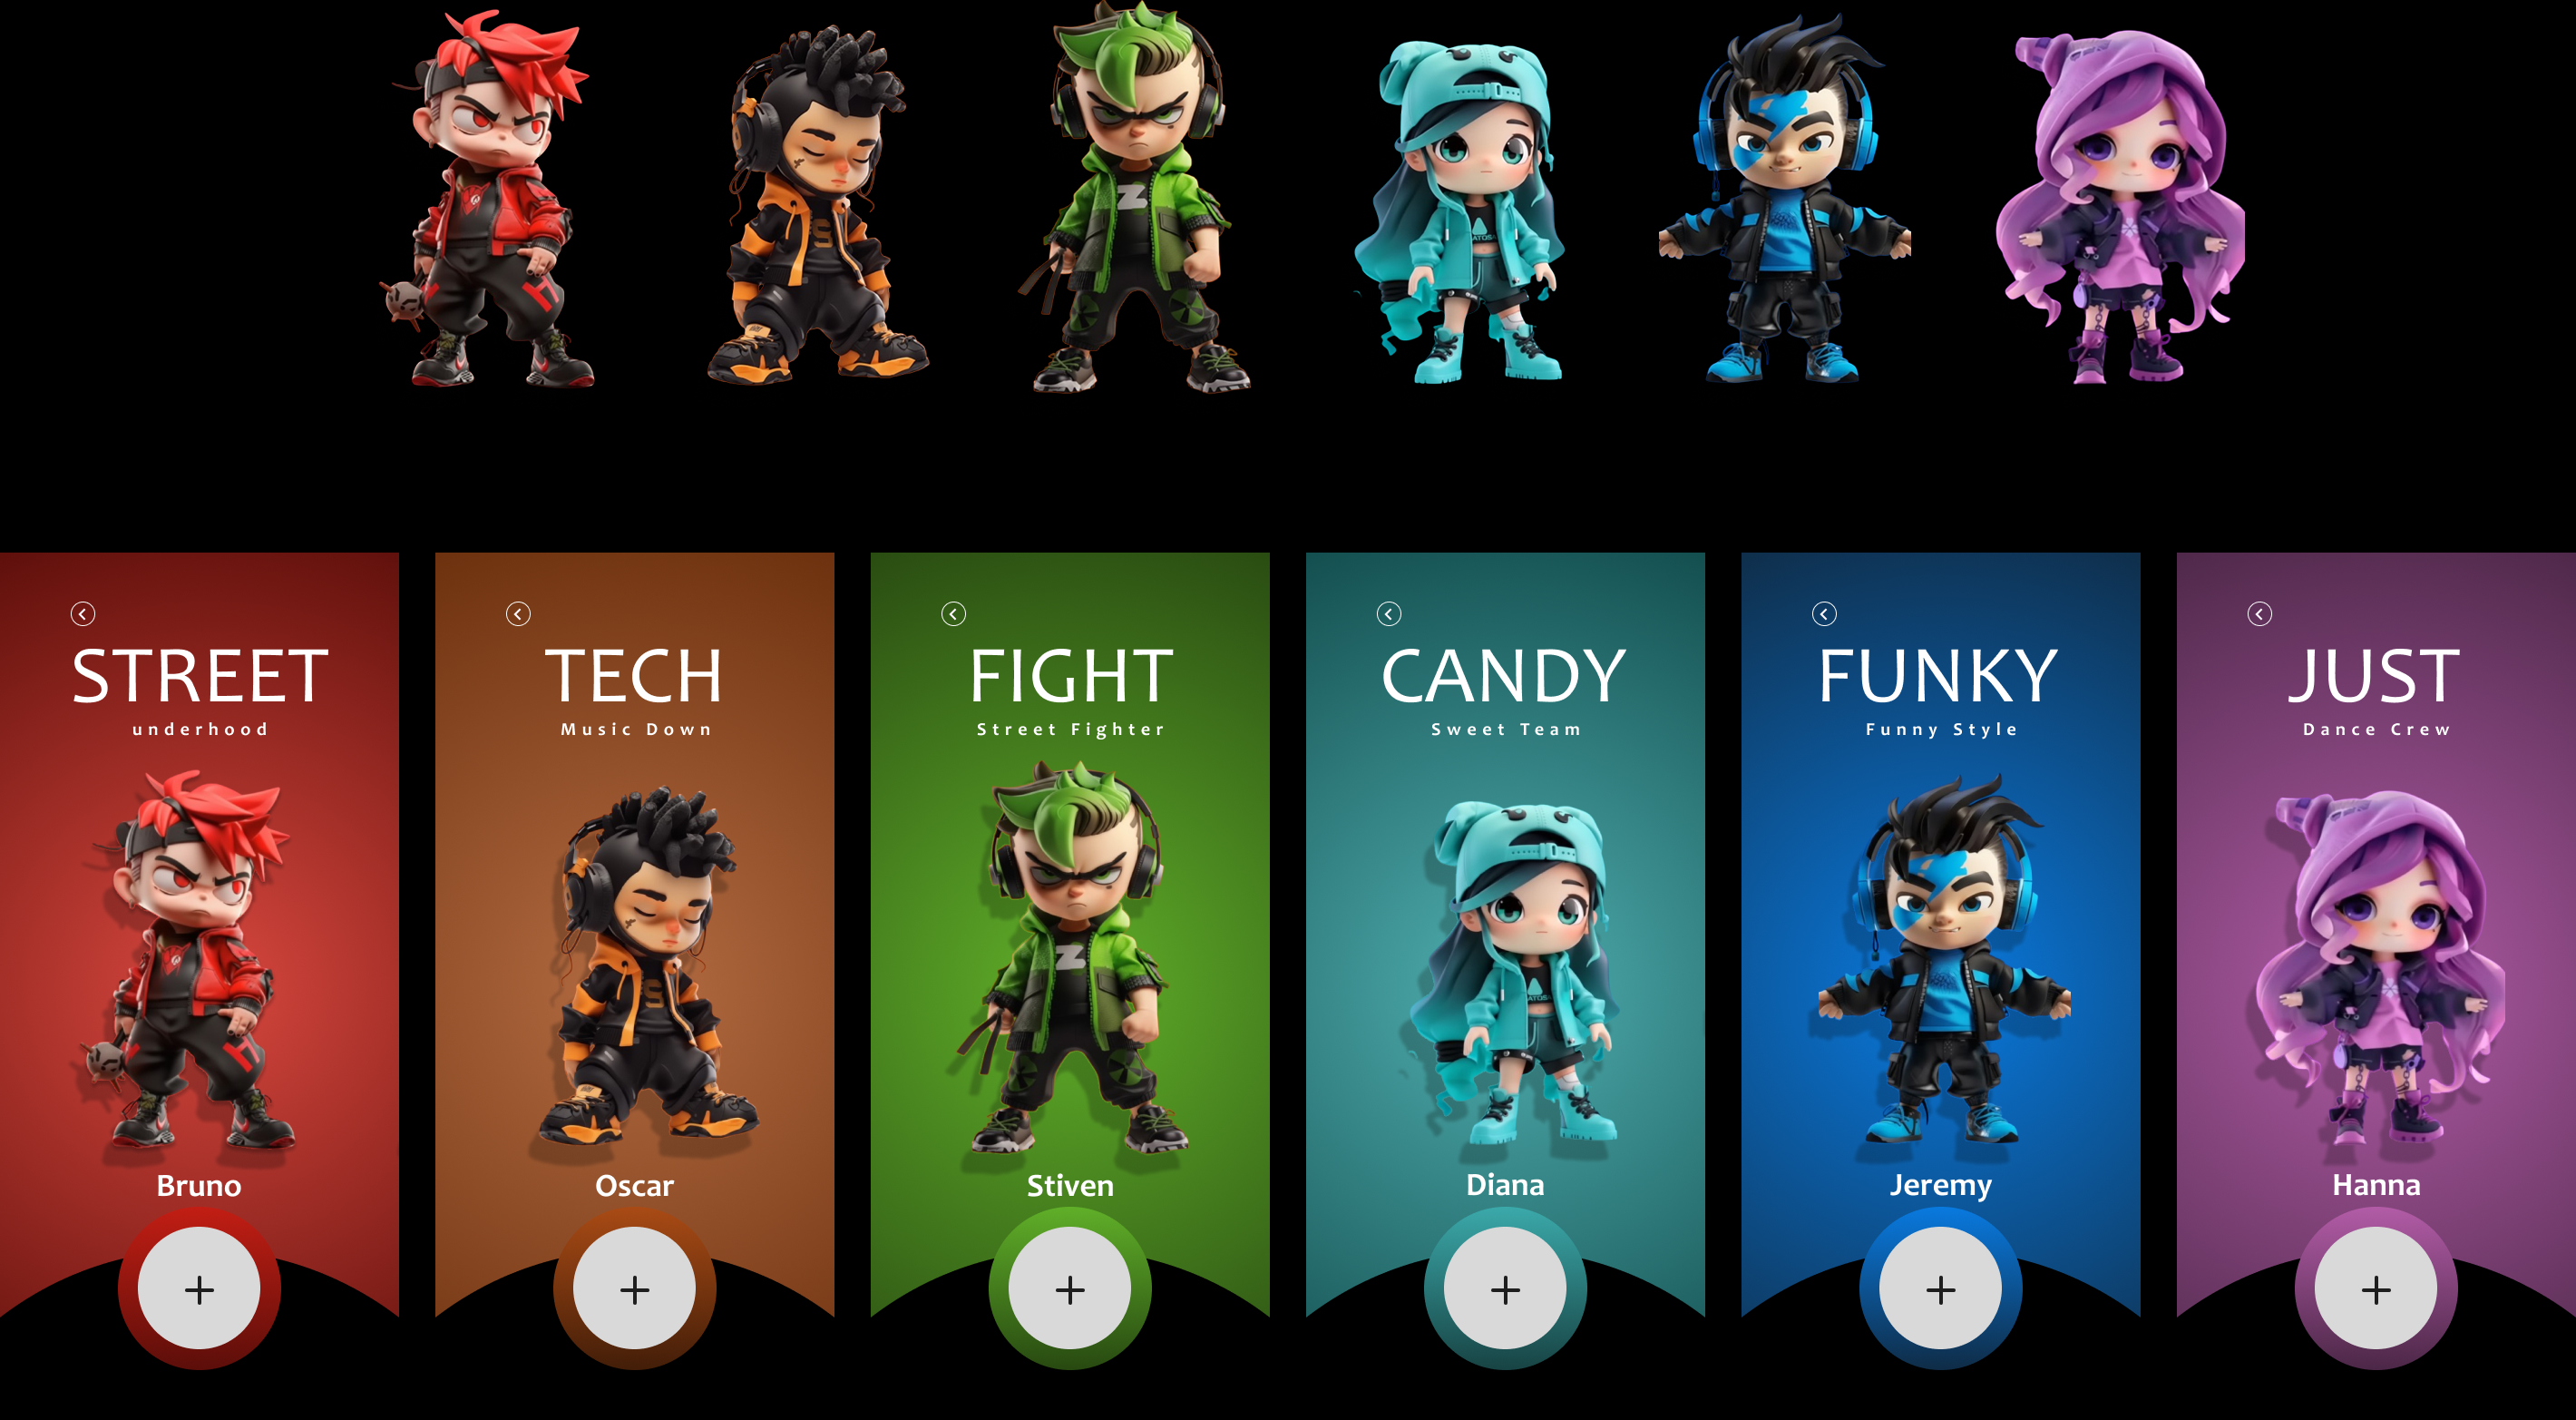 Z
STREET
underhood
Bruno
TECH
Music Down
S
Oscar
FIGHT
Street Fighter
Z
Stiven
CANDY
Sweet Team
Diana
FUNKY
Funny Style
Jeremy
JUST
Dance Crew
Hanna